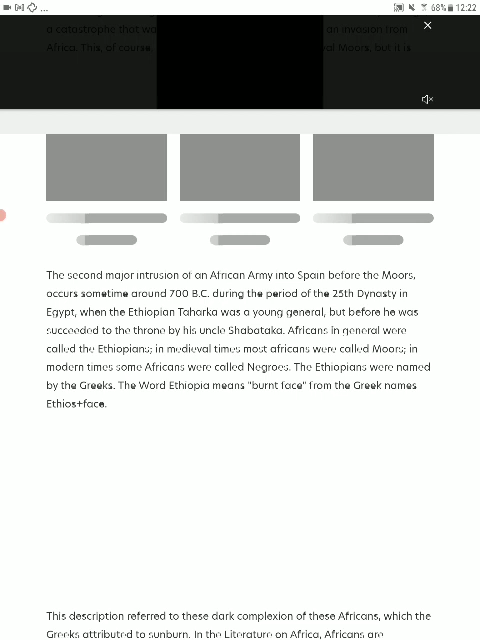 68% 12:22
a catastrophe that wa an invasion from
Africa. This, of course al Moors, but it is
The second major intrusion of an African Army into Spain before the Moors,
occurs sometime around 700 B.C. during the period of the 25th Dynasty in
Egypt, when the Ethiopian Taharka was a young general, but before he was
succeeded to the throne by his uncle Shabataka. Africans in general were
called the Ethiopians; in medieval times most africans were called Moors; in
modern times some Africans were called Negroes. The Ethiopians were named
by the Greeks. The Word Ethiopia means "burnt face" from the Greek names
Ethios+face.
This description referred to these dark complexion of these Africans, which the
Greeks attributed to sunburn. In the Literature on Africa, Africans are